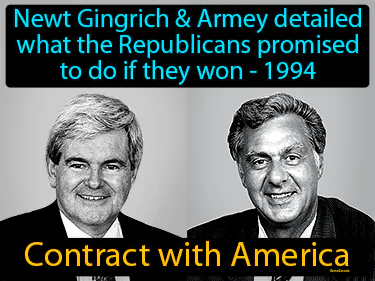 Newt Gingrich & Armey detailed
what the Republicans promised
to do if they won - 1994
Contract with America